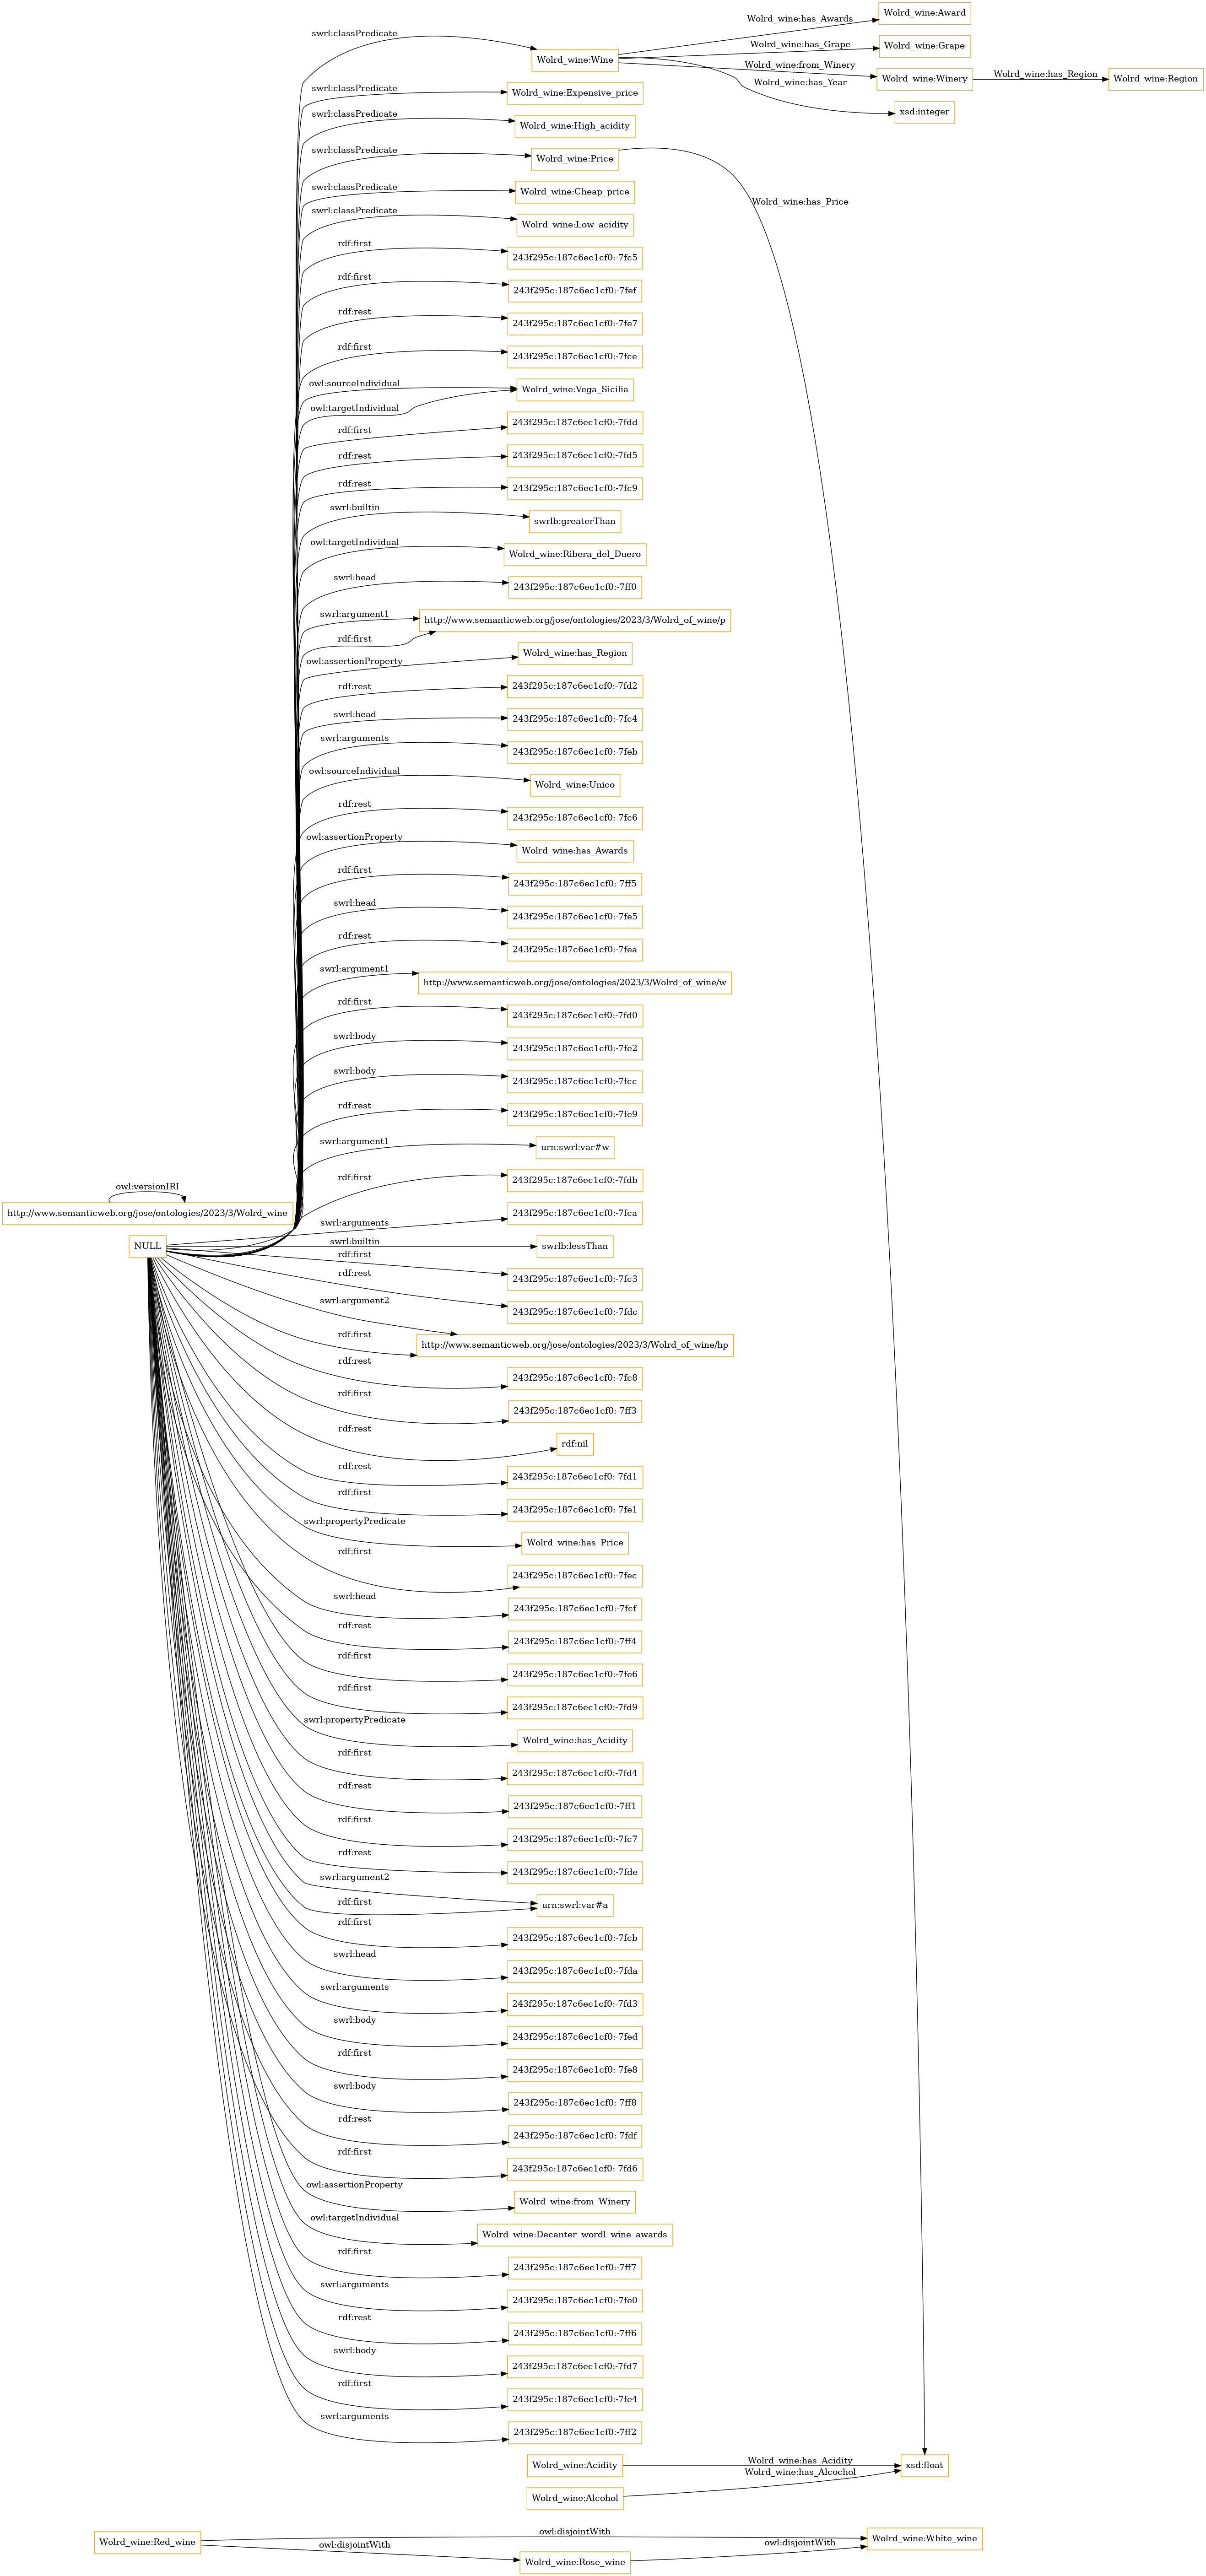 swrl:classPredicate
Wolrd_wine:Wine
Wolrd_wine:has_Awards
Wolrd_wine:Award
Wolrd_wine:has_Grape
Wolrd_wine:Grape
Wolrd_wine:from_Winery
Wolrd_wine:Winery
Wolrd_wine:has_Region
Wolrd_wine:Region
Wolrd_wine:has_Year
xsd:integer
swrl:classPredicate
Wolrd_wine:Expensive_price
swrl:classPredicate
Wolrd_wine:High_acidity
swrl:classPredicate
Wolrd_wine:Price
Wolrd_wine:has_Price
swrl:classPredicate
Wolrd_wine:Cheap_price
swrl:classPredicate
Wolrd_wine:Low_acidity
rdf:first
243f295c:187c6ec1cf0:-7fc5
rdf:first
243f295c:187c6ec1cf0:-7fef
rdf:rest
243f295c:187c6ec1cf0:-7fe7
rdf:first
243f295c:187c6ec1cf0:-7fce
owl:sourceIndividual
Wolrd_wine:Vega_Sicilia
owl:targetIndividual
rdf:first
243f295c:187c6ec1cf0:-7fdd
rdf:rest
243f295c:187c6ec1cf0:-7fd5
rdf:rest
243f295c:187c6ec1cf0:-7fc9
swrl:builtin
swrlb:greaterThan
owl:targetIndividual
Wolrd_wine:Ribera_del_Duero
swrl:head
243f295c:187c6ec1cf0:-7ff0
swrl:argument1
http://www.semanticweb.org/jose/ontologies/2023/3/Wolrd_of_wine/p
rdf:first
owl:assertionProperty
Wolrd_wine:has_Region
rdf:rest
243f295c:187c6ec1cf0:-7fd2
swrl:head
243f295c:187c6ec1cf0:-7fc4
swrl:arguments
243f295c:187c6ec1cf0:-7feb
owl:sourceIndividual
Wolrd_wine:Unico
rdf:rest
243f295c:187c6ec1cf0:-7fc6
owl:assertionProperty
Wolrd_wine:has_Awards
rdf:first
243f295c:187c6ec1cf0:-7ff5
swrl:head
243f295c:187c6ec1cf0:-7fe5
rdf:rest
243f295c:187c6ec1cf0:-7fea
swrl:argument1
http://www.semanticweb.org/jose/ontologies/2023/3/Wolrd_of_wine/w
rdf:first
243f295c:187c6ec1cf0:-7fd0
swrl:body
243f295c:187c6ec1cf0:-7fe2
swrl:body
243f295c:187c6ec1cf0:-7fcc
rdf:rest
243f295c:187c6ec1cf0:-7fe9
swrl:argument1
urn:swrl:var#w
rdf:first
243f295c:187c6ec1cf0:-7fdb
owl:versionIRI
http://www.semanticweb.org/jose/ontologies/2023/3/Wolrd_wine
swrl:arguments
243f295c:187c6ec1cf0:-7fca
NULL
swrl:builtin
swrlb:lessThan
rdf:first
243f295c:187c6ec1cf0:-7fc3
rdf:rest
243f295c:187c6ec1cf0:-7fdc
swrl:argument2
http://www.semanticweb.org/jose/ontologies/2023/3/Wolrd_of_wine/hp
rdf:first
rdf:rest
243f295c:187c6ec1cf0:-7fc8
rdf:first
243f295c:187c6ec1cf0:-7ff3
rdf:rest
rdf:nil
rdf:rest
243f295c:187c6ec1cf0:-7fd1
rdf:first
243f295c:187c6ec1cf0:-7fe1
swrl:propertyPredicate
Wolrd_wine:has_Price
rdf:first
243f295c:187c6ec1cf0:-7fec
swrl:head
243f295c:187c6ec1cf0:-7fcf
rdf:rest
243f295c:187c6ec1cf0:-7ff4
rdf:first
243f295c:187c6ec1cf0:-7fe6
rdf:first
243f295c:187c6ec1cf0:-7fd9
swrl:propertyPredicate
Wolrd_wine:has_Acidity
rdf:first
243f295c:187c6ec1cf0:-7fd4
rdf:rest
243f295c:187c6ec1cf0:-7ff1
rdf:first
243f295c:187c6ec1cf0:-7fc7
rdf:rest
243f295c:187c6ec1cf0:-7fde
swrl:argument2
urn:swrl:var#a
rdf:first
rdf:first
243f295c:187c6ec1cf0:-7fcb
swrl:head
243f295c:187c6ec1cf0:-7fda
swrl:arguments
243f295c:187c6ec1cf0:-7fd3
swrl:body
243f295c:187c6ec1cf0:-7fed
rdf:first
243f295c:187c6ec1cf0:-7fe8
swrl:body
243f295c:187c6ec1cf0:-7ff8
rdf:rest
243f295c:187c6ec1cf0:-7fdf
rdf:first
243f295c:187c6ec1cf0:-7fd6
owl:assertionProperty
Wolrd_wine:from_Winery
owl:targetIndividual
Wolrd_wine:Decanter_wordl_wine_awards
rdf:first
243f295c:187c6ec1cf0:-7ff7
swrl:arguments
243f295c:187c6ec1cf0:-7fe0
rdf:rest
243f295c:187c6ec1cf0:-7ff6
swrl:body
243f295c:187c6ec1cf0:-7fd7
rdf:first
243f295c:187c6ec1cf0:-7fe4
swrl:arguments
243f295c:187c6ec1cf0:-7ff2
Wolrd_wine:Acidity
Wolrd_wine:has_Acidity
xsd:float
Wolrd_wine:Alcohol
Wolrd_wine:has_Alcochol
Wolrd_wine:Red_wine
owl:disjointWith
Wolrd_wine:White_wine
owl:disjointWith
Wolrd_wine:Rose_wine
owl:disjointWith